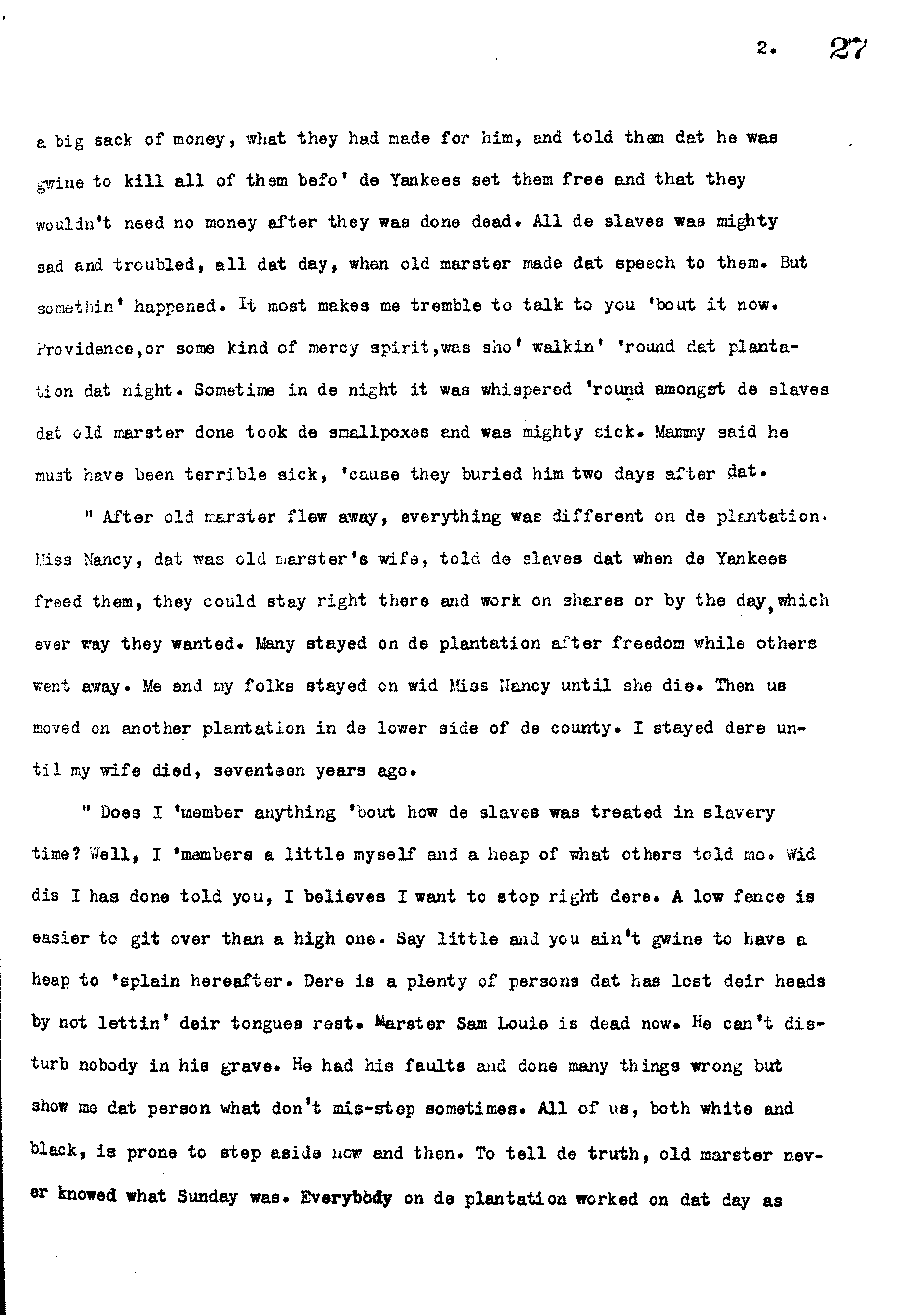 2. 27
a big sack of money, what they had made for him, and told them dat he was
gwine to kill all of them befo' de Yankees set them free and that they
wouldn't need no money after they was done dead. All de slaves was mighty
sad and troubled, all dat day, when old marster made dat speech to them. But
somethin' happened. It most makes me tremble to talk to you 'bout it now.
Providence,or some kind of mercy spirit,was sho' walkin' 'round dat planta-
tion dat night. Sometime in de night it was whispered 'round amongst de slaves
dat old marster done took de smallpoxes and was mighty sick. Mammy said he
must have been terrible sick, 'cause they buried him two days after dat.
" After old marster flew away, everything was different on de plantation.
Miss Nancy, dat was old marster's wife, told de slaves dat when de Yankees
freed them, they could stay right there and work on shares or by the day,which
ever way they wanted. Many stayed on de plantation after freedom while others
went away. Me and my folks stayed on wid Miss Nancy until she die. Then us
moved on another plantation in de lower side of de county. I stayed dere un-
til my wife died, seventeen years ago.
" Does I 'member anything 'bout how de slaves was treated in slavery
time? Well, I 'members a little myself and a heap of what others told me. Wid
dis I has done told you, I believes I want to stop right dere. A low fence is
easier to git over than a high one. Say little and you ain't gwine to have a
heap to 'splain hereafter. Dere is a plenty of persons dat has lost deir heads
by not lettin' deir tongues rest. Marster Sam Louie is dead now. He can't dis-
turb nobody in his grave. He had his faults and done many things wrong but
show me dat person what don't mis-step sometimes. All of us, both white and
black, is prone to step aside now and then. To tell de truth, old marster nev-
er knowed what Sunday was. Everybody on de plantation worked on dat day as